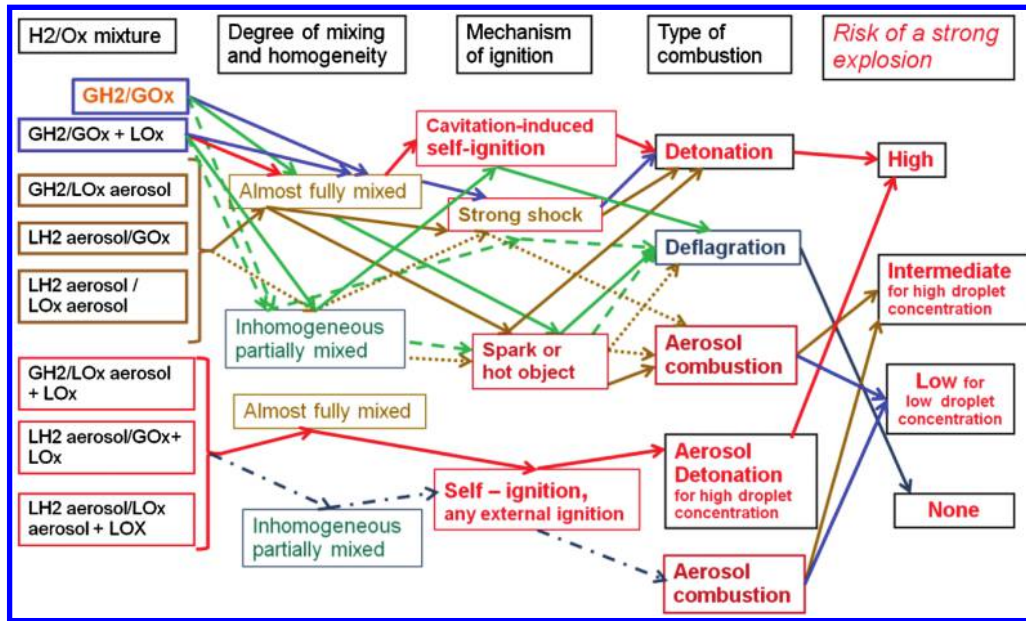 H2/Ox mixture
Degree of mixing
and homogeneity
Mechanism
of ignition
Type of
combustion
Risk of a strong
explosion
GH2/GOx
GH2/GOx + LOx
GH2/LOx aerosol
LH2 aerosol/GOx
LH2 aerosol /
LOx aerosol
GH2/LOx aerosol
+ LOx
LH2 aerosol/GOx+
LOx
LH2 aerosol/LOx
aerosol + LOX
Almost fully mixed
Inhomogeneous
partially mixed
Almost fully mixed
Inhomogeneous
partially mixed
Cavitation-induced
self-ignition
Strong shock
Spark or
hot object
Self – ignition,
any external ignition
Detonation
Deflagration
Aerosol
combustion
Aerosol
Detonation
for high droplet
concentration
Aerosol
combustion
High
Intermediate
for high droplet
concentration
Low for
low droplet
concentration
None